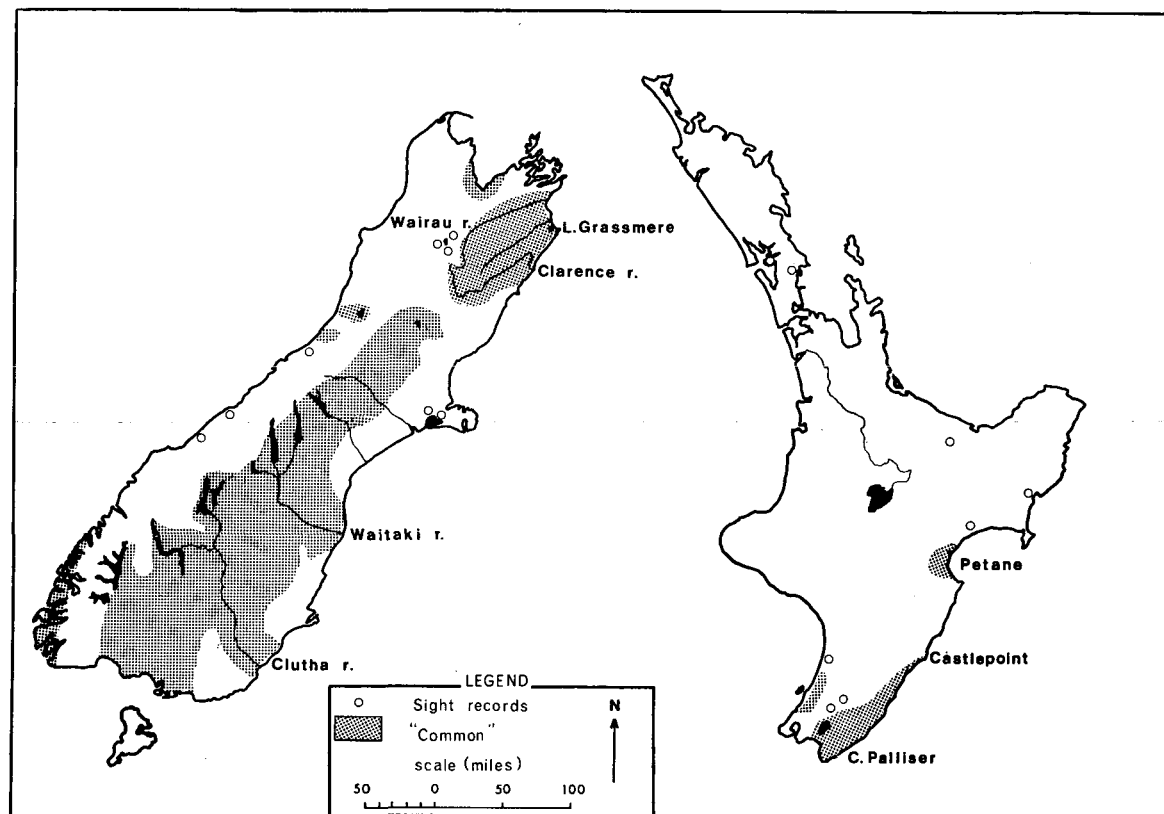 Wairau r.
L.Grassmere
Clarence r.
Waitaki r.
Clutha r.
Petane
Castlepoint
C. Palliser
LEGEND
Sight records
"Common"
N
scale (miles)
50 0 50 100